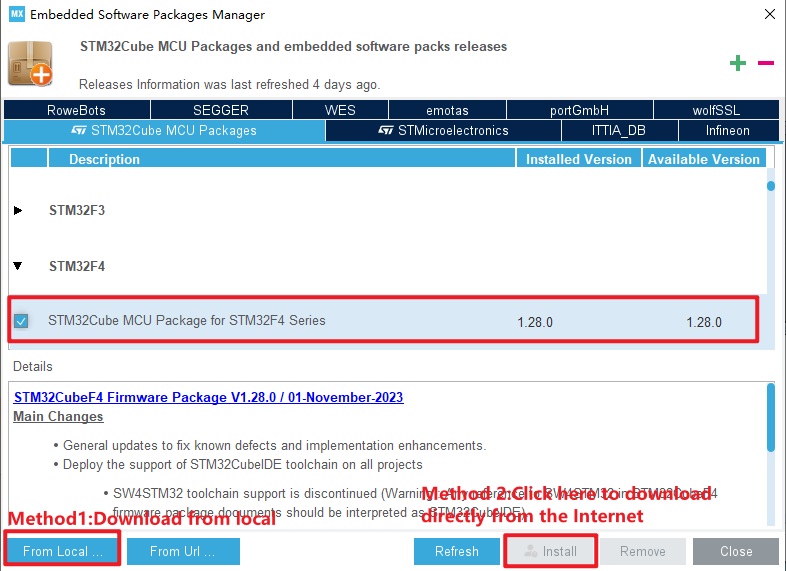 MX Embedded Software Packages Manager
STM32Cube MCU Packages and embedded software packs releases
Releases Information was last refreshed 4 days ago.
RoweBots SEGGER WES emotas portGmbH wolfSSL
STM32Cube MCU Packages STMicroelectronics ITTIA_DB Infineon
Description Installed Version Available Version
STM32F3
STM32F4
STM32Cube MCU Package for STM32F4 Series 1.28.0 1.28.0
Details
STM32CubeF4 Firmware Package V1.28.0 / 01-November-2023
Main Changes
• General updates to fix known defects and implementation enhancements.
• Deploy the support of STM32CubeIDE toolchain on all projects
• SW4STM32 toolchain support is discontinued (Warning: Any reference to SW4STM32 in STM32CubeF4
firmware package documents should be interpreted as STM32CubeIDE)
Method 2:Click here to download
directly from the Internet
Method1:Download from local
From Local ... From Url ... Refresh Install Remove Close